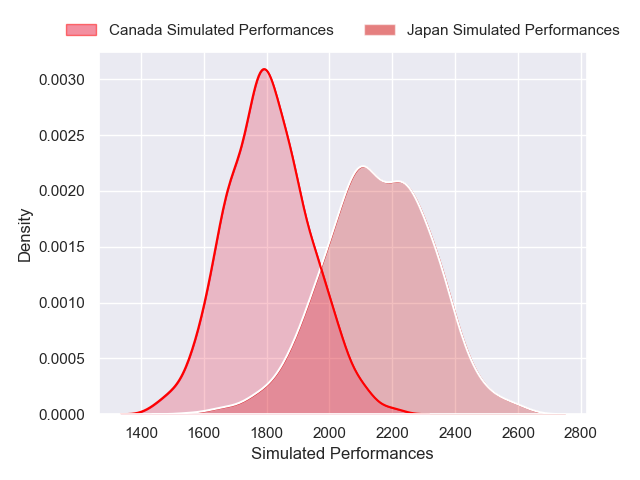 Canada Simulated Performances Japan Simulated Performances
0.0030
0.0025
0.0020
0.0015
0.0010
0.0005
0.0000
Density
1400 1600 1800 2000 2200 2400 2600 2800
Simulated Performances